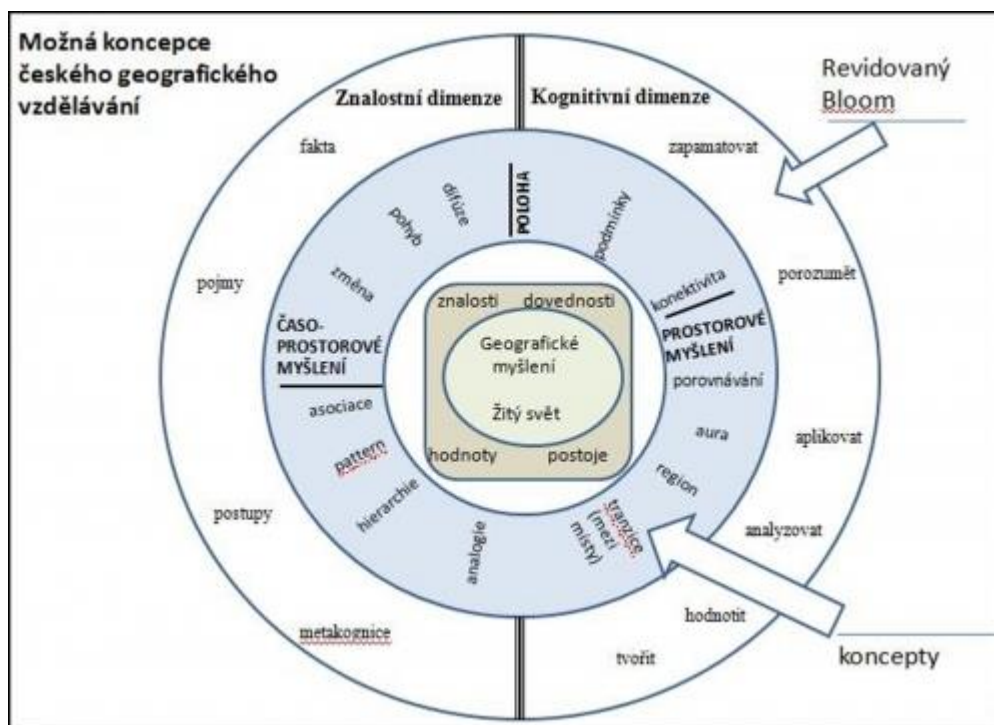 Možná koncepce
českého geografického
vzdělávání
Znalostní dimenze
Kognitivní dimenze
Revidovaný
Bloom
fakta
pojmy
postupy
metakognice
zapamatovat
porozumět
aplikovat
analyzovat
hodnotit
tvořit
POLOHA
podmínky
konektivita
PROSTOROVÉ
MYŠLENÍ
porovnávání
aura
region
tranzice
(mezi
místy)
analogie
hierarchie
pattern
asociace
ČASO-
PROSTOROVÉ
MYŠLENÍ
změna
pohyb
difúze
znalosti
dovednosti
Geografické
myšlení
Žitý svět
hodnoty
postoje
koncepty